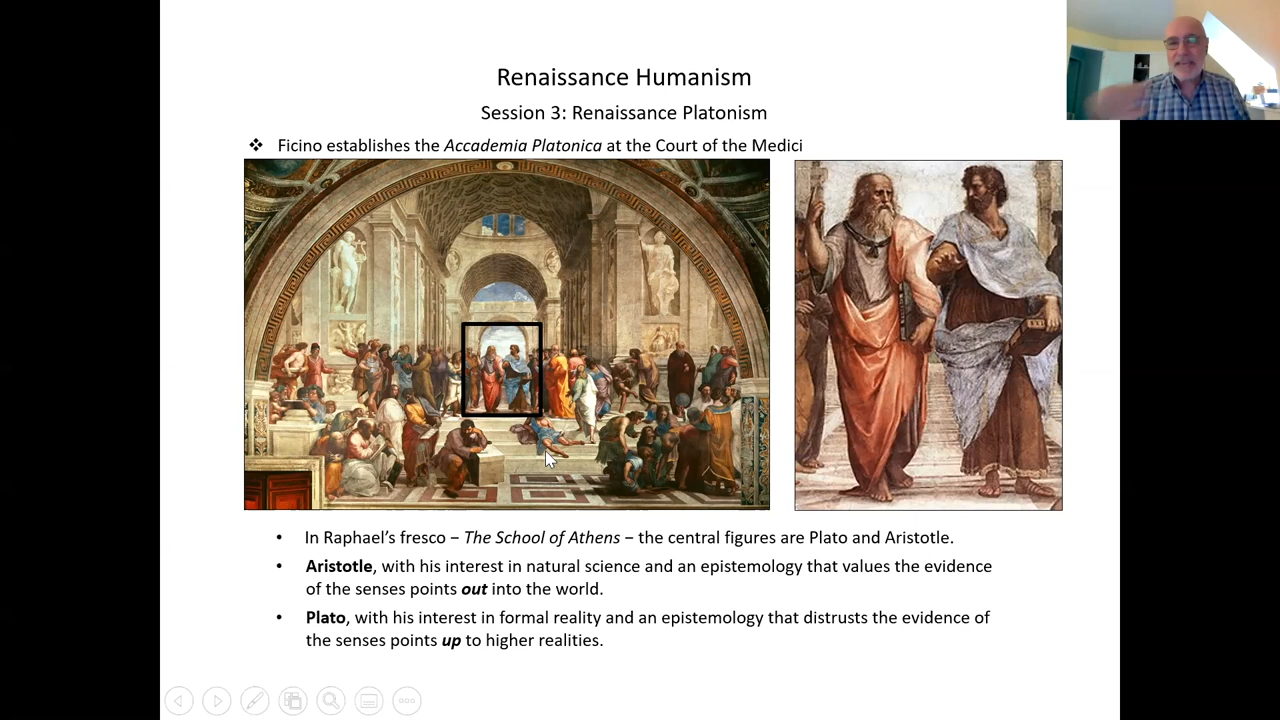 Renaissance Humanism
Session 3: Renaissance Platonism
❖ Ficino establishes the Accademia Platonica at the Court of the Medici
• In Raphael’s fresco – The School of Athens – the central figures are Plato and Aristotle.
• Aristotle, with his interest in natural science and an epistemology that values the evidence
of the senses points out into the world.
• Plato, with his interest in formal reality and an epistemology that distrusts the evidence of
the senses points up to higher realities.